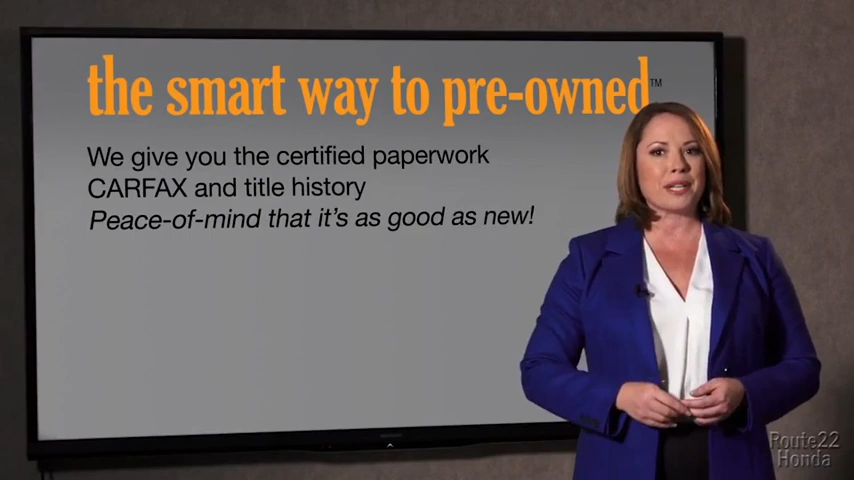 the smart way to pre-owned™
We give you the certified paperwork
CARFAX and title history
Peace-of-mind that it's as good as new!
Route22
Honda